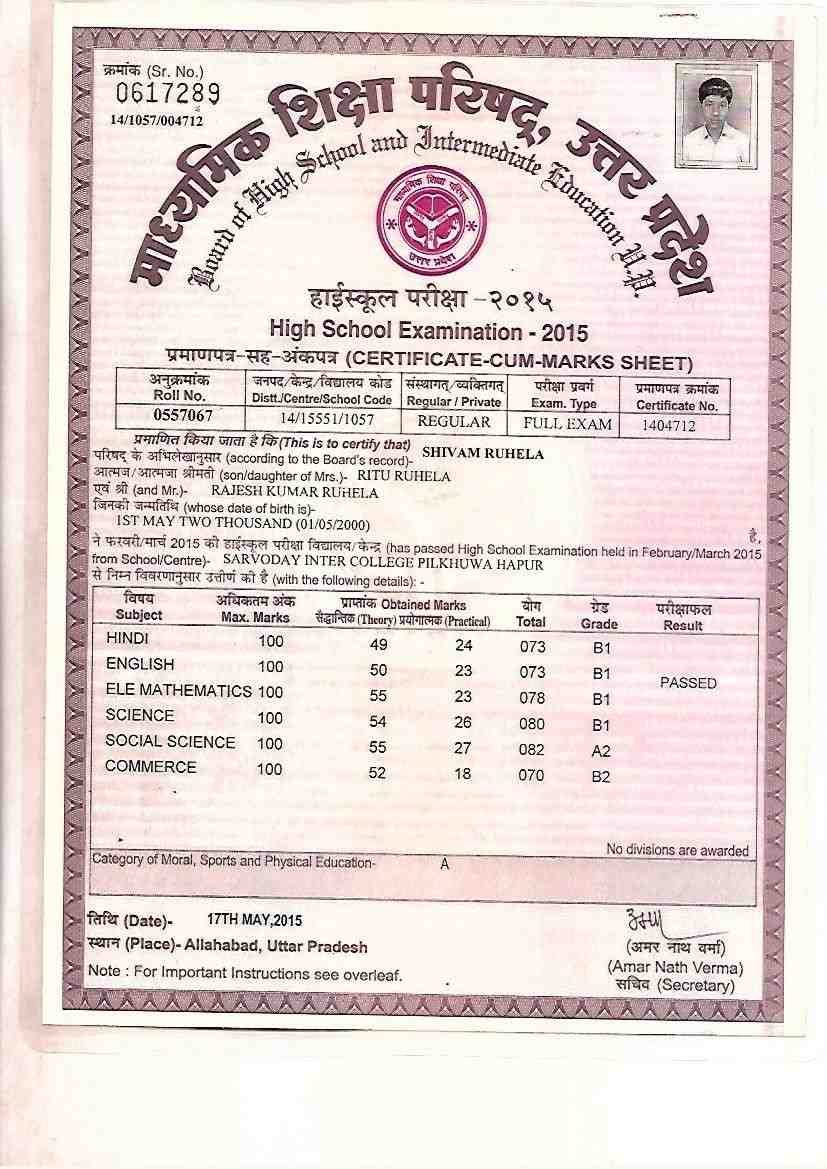 क्रमांक (Sr. No.)
0617289
14/1057/004712
माध्यमिक शिक्षा परिषद्, उत्तर प्रदेश
Board of High School and Intermediate Education U.P.
माध्यमिक शिक्षा परिषद
उत्तर प्रदेश
हाईस्कूल परीक्षा -२०१५
High School Examination - 2015
प्रमाणपत्र-सह-अंकपत्र (CERTIFICATE-CUM-MARKS SHEET)
अनुक्रमांक जनपद/केन्द्र/विद्यालय कोड संस्थागत्/व्यक्तिगत् परीक्षा प्रवर्ग प्रमाणपत्र क्रमांक
Roll No. Distt./Centre/School Code Regular / Private Exam. Type Certificate No.
0557067 14/15551/1057 REGULAR FULL EXAM 1404712
प्रमाणित किया जाता है कि (This is to certify that)
परिषद् के अभिलेखानुसार (according to the Board's record)- SHIVAM RUHELA
आत्मज/आत्मजा श्रीमती (son/daughter of Mrs.)- RITU RUHELA
एवं श्री (and Mr.)- RAJESH KUMAR RUHELA
जिनकी जन्मतिथि (whose date of birth is)-
1ST MAY TWO THOUSAND (01/05/2000) है,
ने फरवरी/मार्च 2015 की हाईस्कूल परीक्षा विद्यालय/केन्द्र (has passed High School Examination held in February/March 2015
from School/Centre)- SARVODAY INTER COLLEGE PILKHUWA HAPUR
से निम्न विवरणानुसार उत्तीर्ण की है (with the following details): -
विषय अधिकतम अंक प्राप्तांक Obtained Marks योग ग्रेड परीक्षाफल
Subject Max. Marks सैद्धान्तिक (Theory) प्रयोगात्मक (Practical) Total Grade Result
HINDI 100 49 24 073 B1
ENGLISH 100 50 23 073 B1 PASSED
ELE MATHEMATICS 100 55 23 078 B1
SCIENCE 100 54 26 080 B1
SOCIAL SCIENCE 100 55 27 082 A2
COMMERCE 100 52 18 070 B2
No divisions are awarded
Category of Moral, Sports and Physical Education- A
तिथि (Date)- 17TH MAY,2015
स्थान (Place)- Allahabad, Uttar Pradesh
(अमर नाथ वर्मा)
(Amar Nath Verma)
Note : For Important Instructions see overleaf.
सचिव (Secretary)